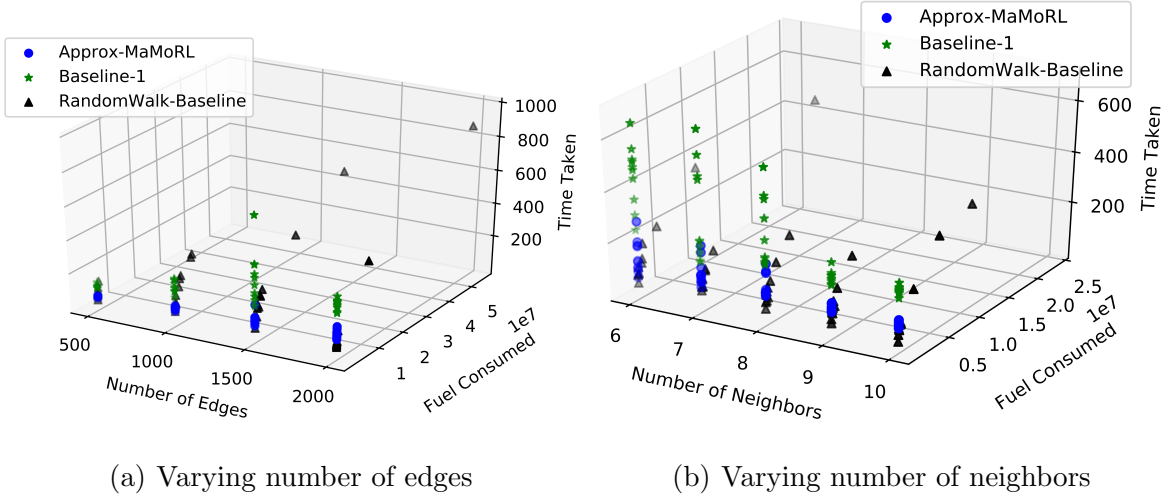 Approx-MaMoRL
Baseline-1
RandomWalk-Baseline
1000
800
600
400
200
Time Taken
500
1000
1500
2000
Number of Edges
1
2
3
4
5
1e7
Fuel Consumed
(a) Varying number of edges
Approx-MaMoRL
Baseline-1
RandomWalk-Baseline
600
400
200
Time Taken
6
7
8
9
10
Number of Neighbors
0.5
1.0
1.5
2.0
2.5
1e7
Fuel Consumed
(b) Varying number of neighbors